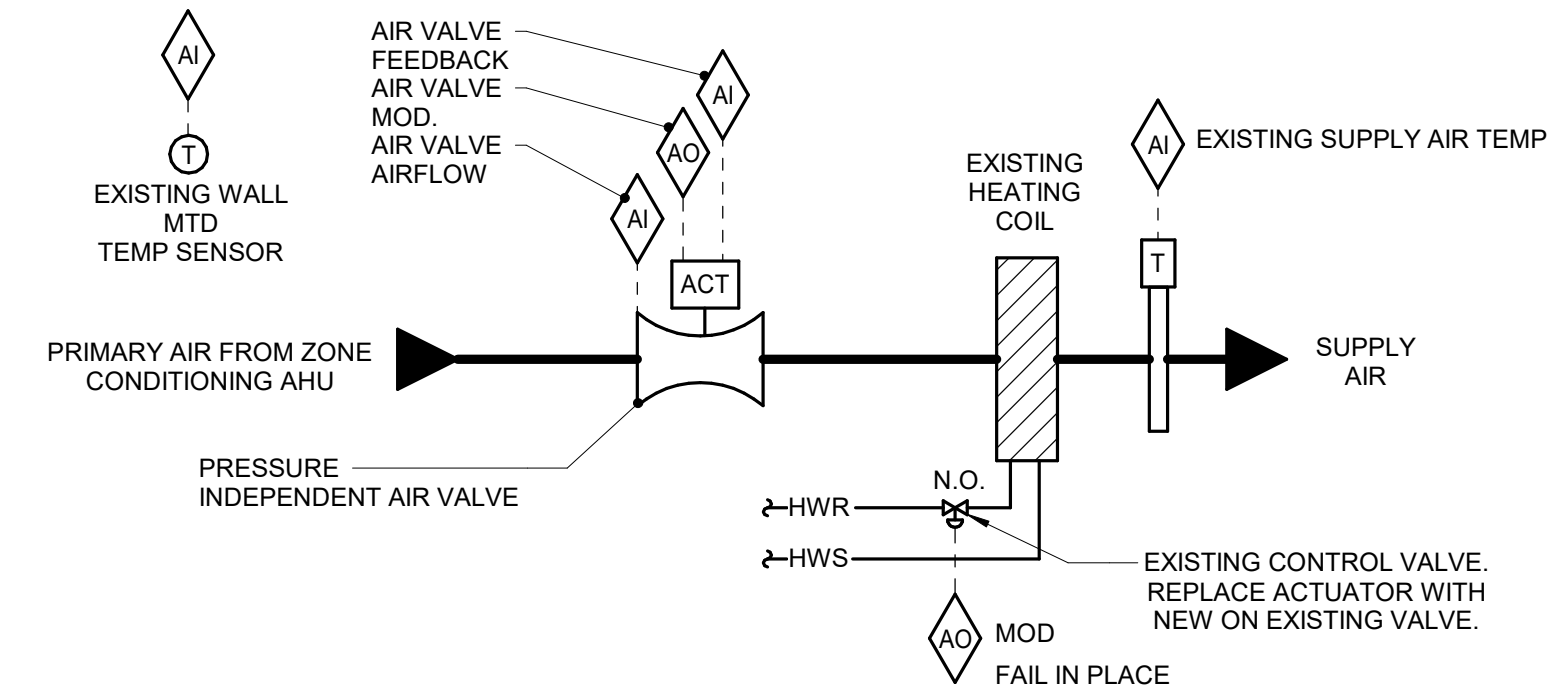 AI
T
EXISTING WALL
MTD
TEMP SENSOR
AIR VALVE
FEEDBACK
AIR VALVE
MOD.
AIR VALVE
AIRFLOW
AI
AO
AI
ACT
EXISTING
HEATING
COIL
AI
EXISTING SUPPLY AIR TEMP
T
PRIMARY AIR FROM ZONE
CONDITIONING AHU
SUPPLY
AIR
PRESSURE
INDEPENDENT AIR VALVE
N.O.
HWR
HWS
EXISTING CONTROL VALVE.
REPLACE ACTUATOR WITH
NEW ON EXISTING VALVE.
AO
MOD
FAIL IN PLACE